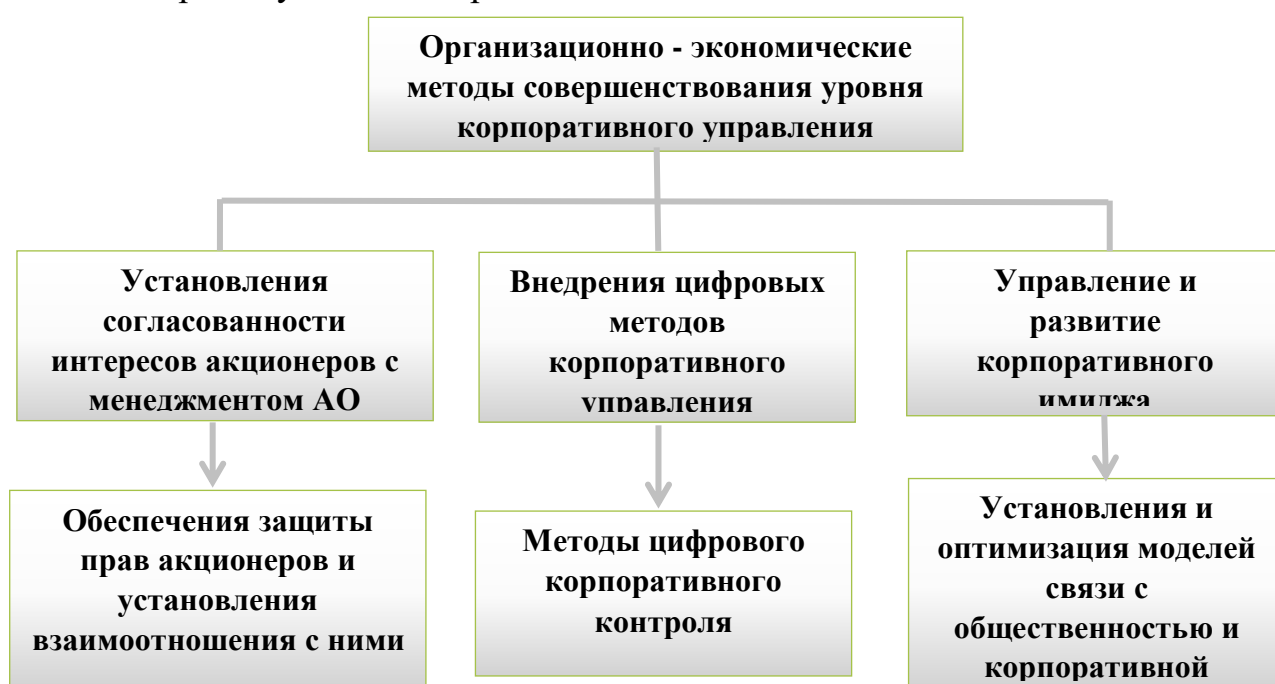 Организационно - экономические
методы совершенствования уровня
корпоративного управления
Установления
согласованности
интересов акционеров с
менеджментом АО
Внедрения цифровых
методов
корпоративного
управления
Управление и
развитие
корпоративного
имиджа
Обеспечения защиты
прав акционеров и
установления
взаимоотношения с ними
Методы цифрового
корпоративного
контроля
Установления и
оптимизация моделей
связи с
общественностью и
корпоративной